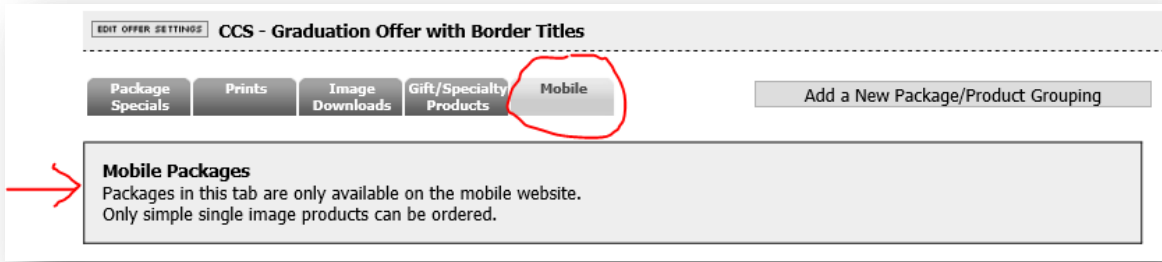 EDIT OFFER SETTINGS CCS - Graduation Offer with Border Titles
Package Specials
Prints
Image Downloads
Gift/Specialty Products
Mobile
Add a New Package/Product Grouping
Mobile Packages
Packages in this tab are only available on the mobile website.
Only simple single image products can be ordered.